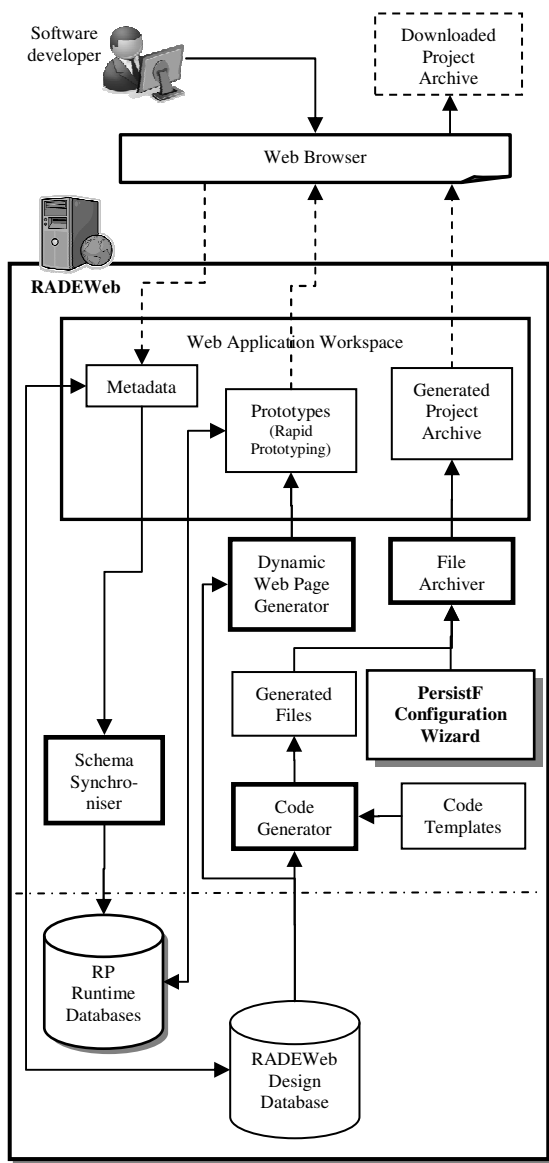 Software
developer
Downloaded
Project
Archive
Web Browser
RADEWeb
Web Application Workspace
Metadata
Prototypes
(Rapid
Prototyping)
Generated
Project
Archive
Dynamic
Web Page
Generator
File
Archiver
Generated
Files
PersistF
Configuration
Wizard
Schema
Synchro-
niser
Code
Generator
Code
Templates
RP
Runtime
Databases
RADEWeb
Design
Database